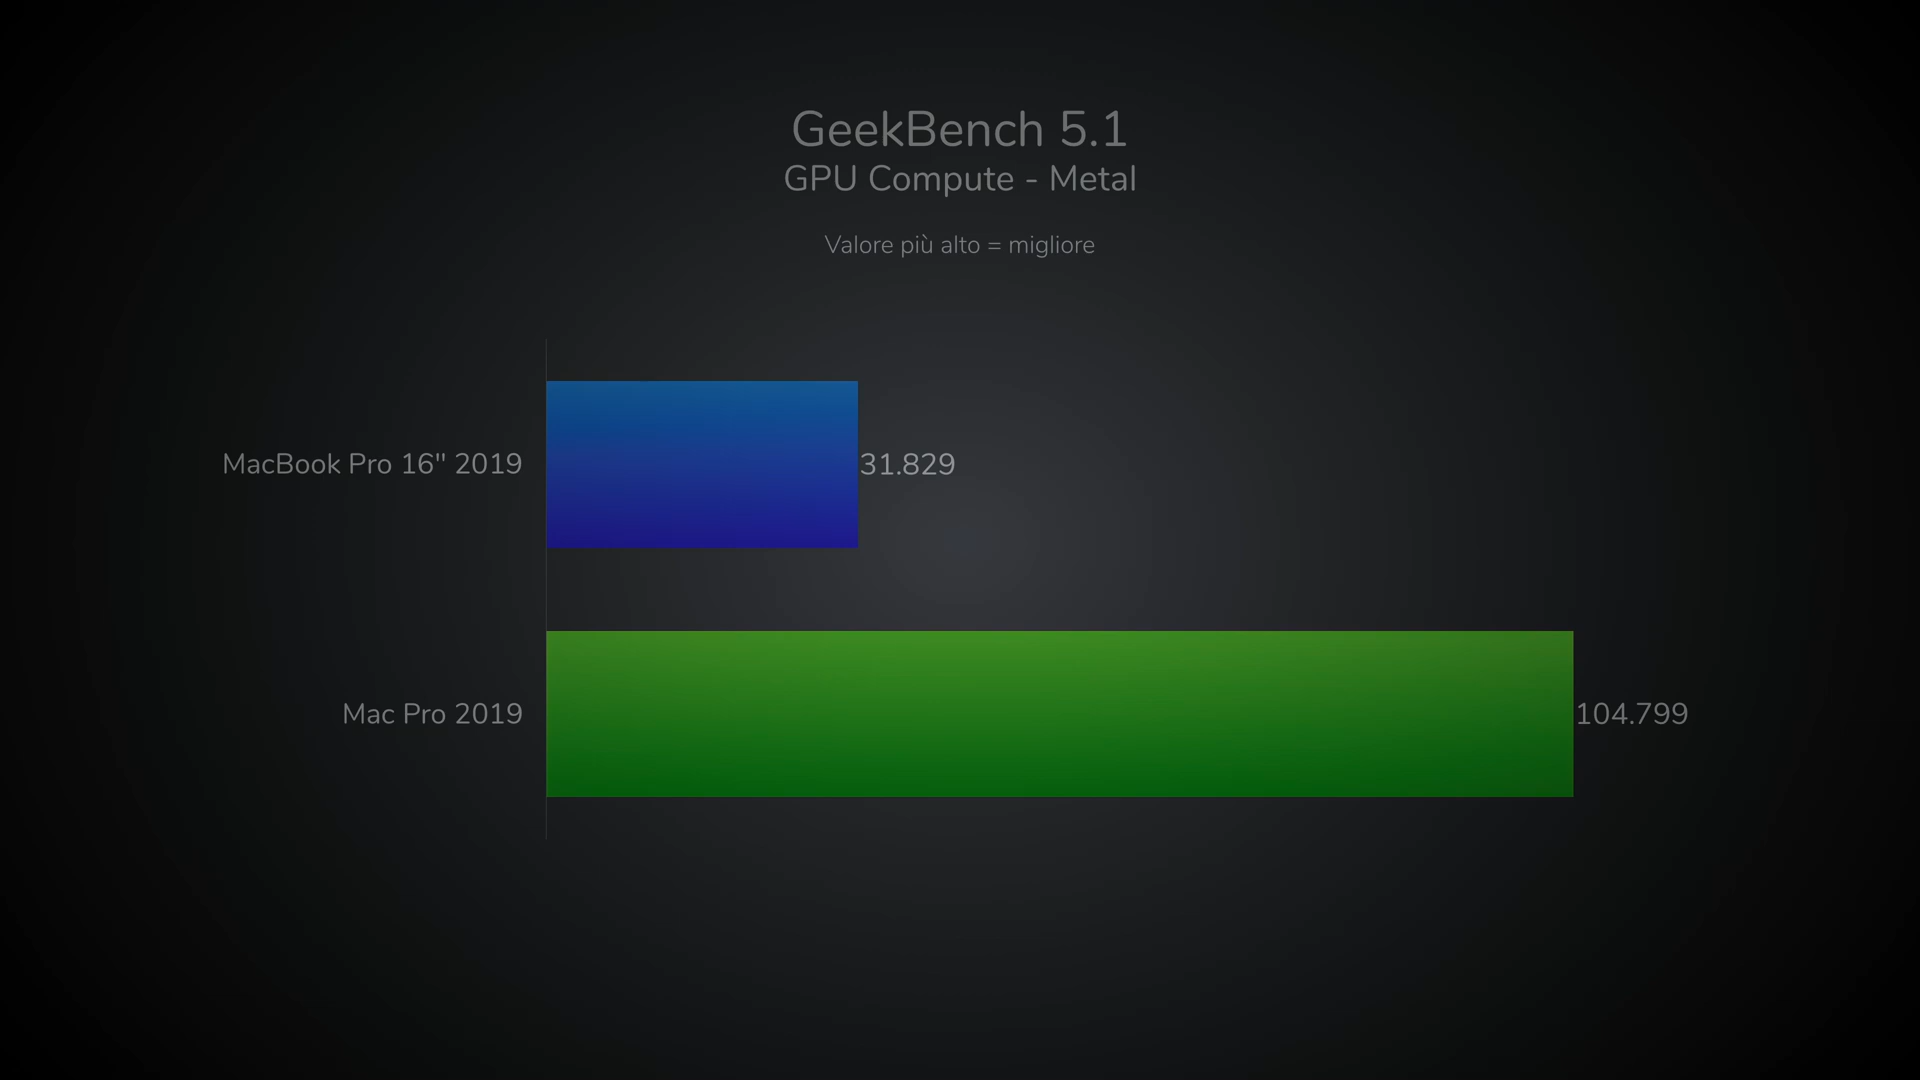 GeekBench 5.1
GPU Compute - Metal
Valore più alto = migliore
MacBook Pro 16" 2019
31.829
Mac Pro 2019
104.799